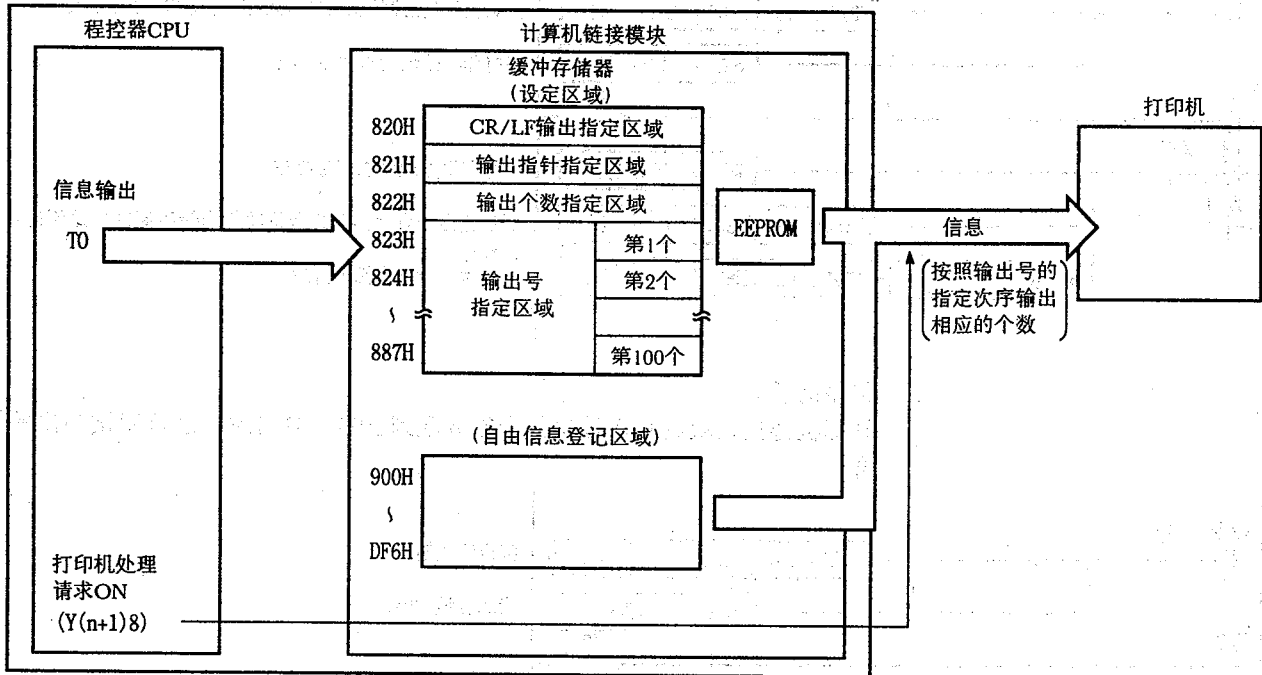 程控器CPU
计算机链接模块
缓冲存储器
(设定区域)
820H
CR/LF输出指定区域
821H
输出指针指定区域
822H
输出个数指定区域
823H
第1个
824H
第2个
~
887H
第100个
输出号
指定区域
信息输出
TO
EEPROM
信息
(按照输出号的
指定次序输出
相应的个数)
打印机
(自由信息登记区域)
900H
~
DF6H
打印机处理
请求ON
(Y(n+1)8)